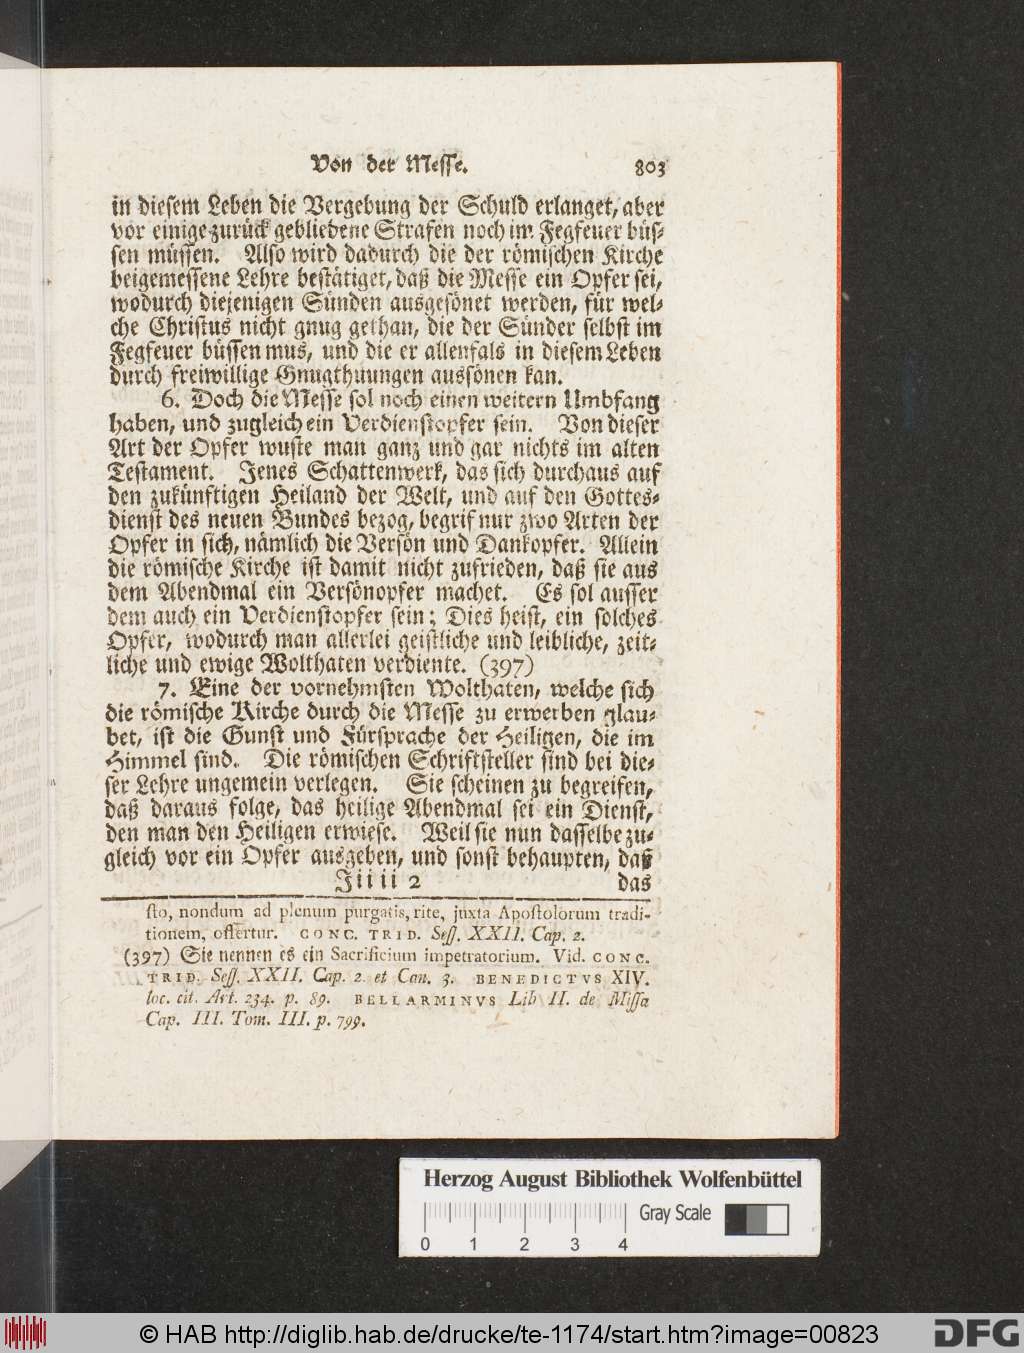 Von der Messe. 803
in diesem Leben die Vergebung der Schuld erlanget, aber
vor einige zurück gebliebene Strafen noch im Fegfeuer büs-
sen müssen. Also wird dadurch die der römischen Kirche
beigemessene Lehre bestätiget, daß die Messe ein Opfer sei,
wodurch diejenigen Sünden ausgesönet werden, für wel-
che Christus nicht gnug gethan, die der Sünder selbst im
Fegfeuer büssen mus, und die er allenfals in diesem Leben
durch freiwillige Gnugthuungen aussönen kan.
6. Doch die Messe sol noch einen weitern Umbfang
haben, und zugleich ein Verdienstopfer sein. Von dieser
Art der Opfer wuste man ganz und gar nichts im alten
Testament. Jenes Schattenwerk, das sich durchaus auf
den zukünftigen Heiland der Welt, und auf den Gottes-
dienst des neuen Bundes bezog, begrif nur zwo Arten der
Opfer in sich, nämlich die Versön und Dankopfer. Allein
die römische Kirche ist damit nicht zufrieden, daß sie aus
dem Abendmal ein Versönopfer machet. Es sol ausser
dem auch ein Verdienstopfer sein; Dies heist, ein solches
Opfer, wodurch man allerlei geistliche und leibliche, zeit-
liche und ewige Wolthaten verdiente. (397)
7. Eine der vornehmsten Wolthaten, welche sich
die römische Kirche durch die Messe zu erwerben glau-
bet, ist die Gunst und Fürsprache der Heiligen, die im
Himmel sind. Die römischen Schriftsteller sind bei die-
ser Lehre ungemein verlegen. Sie scheinen zu begreifen,
daß daraus folge, das heilige Abendmal sei ein Dienst,
den man den Heiligen erwiese. Weil sie nun dasselbe zu-
gleich vor ein Opfer ausgeben, und sonst behaupten, daß
Jiiii 2 das
sto, nondum ad plenum purgatis, rite, juxta Apostolorum tradi-
tionem, offertur. CONC. TRID. Sess. XXII. Cap. 2.
(397) Sie nennen es ein Sacrificium impetratorium. Vid. CONC.
TRID. Sess. XXII. Cap. 2. et Can. 3. BENEDICTVS XIV.
loc. cit. Art. 234. p. 89. BELLARMINVS Lib II. de Missa
Cap. III. Tom. III. p. 799.
Herzog August Bibliothek Wolfenbüttel
Gray Scale
0 1 2 3 4
© HAB http://diglib.hab.de/drucke/te-1174/start.htm?image=00823
DFG